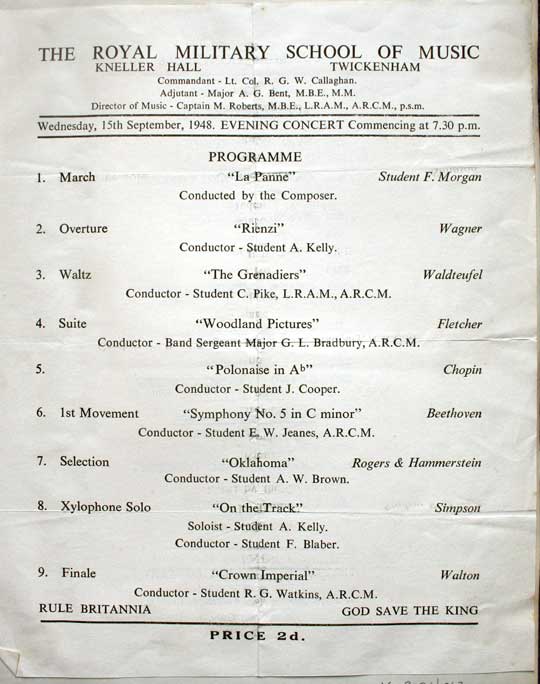 THE ROYAL MILITARY SCHOOL OF MUSIC
KNELLER HALL TWICKENHAM
Commandant - Lt. Col. R. G. W. Callaghan.
Adjutant - Major A. G. Bent, M.B.E., M.M.
Director of Music - Captain M. Roberts, M.B.E., L.R.A.M., A.R.C.M., p.s.m.
Wednesday, 15th September, 1948. EVENING CONCERT Commencing at 7.30 p.m.
PROGRAMME
1. March "La Panne" Student F. Morgan
Conducted by the Composer.
2. Overture "Rienzi" Wagner
Conductor - Student A. Kelly.
3. Waltz "The Grenadiers" Waldteufel
Conductor - Student C. Pike, L.R.A.M., A.R.C.M.
4. Suite "Woodland Pictures" Fletcher
Conductor - Band Sergeant Major G. L. Bradbury, A.R.C.M.
5. "Polonaise in Ab" Chopin
Conductor - Student J. Cooper.
6. 1st Movement "Symphony No. 5 in C minor" Beethoven
Conductor - Student E. W. Jeanes, A.R.C.M.
7. Selection "Oklahoma" Rogers & Hammerstein
Conductor - Student A. W. Brown.
8. Xylophone Solo "On the Track" Simpson
Soloist - Student A. Kelly.
Conductor - Student F. Blaber.
9. Finale "Crown Imperial" Walton
Conductor - Student R. G. Watkins, A.R.C.M.
RULE BRITANNIA GOD SAVE THE KING
PRICE 2d.